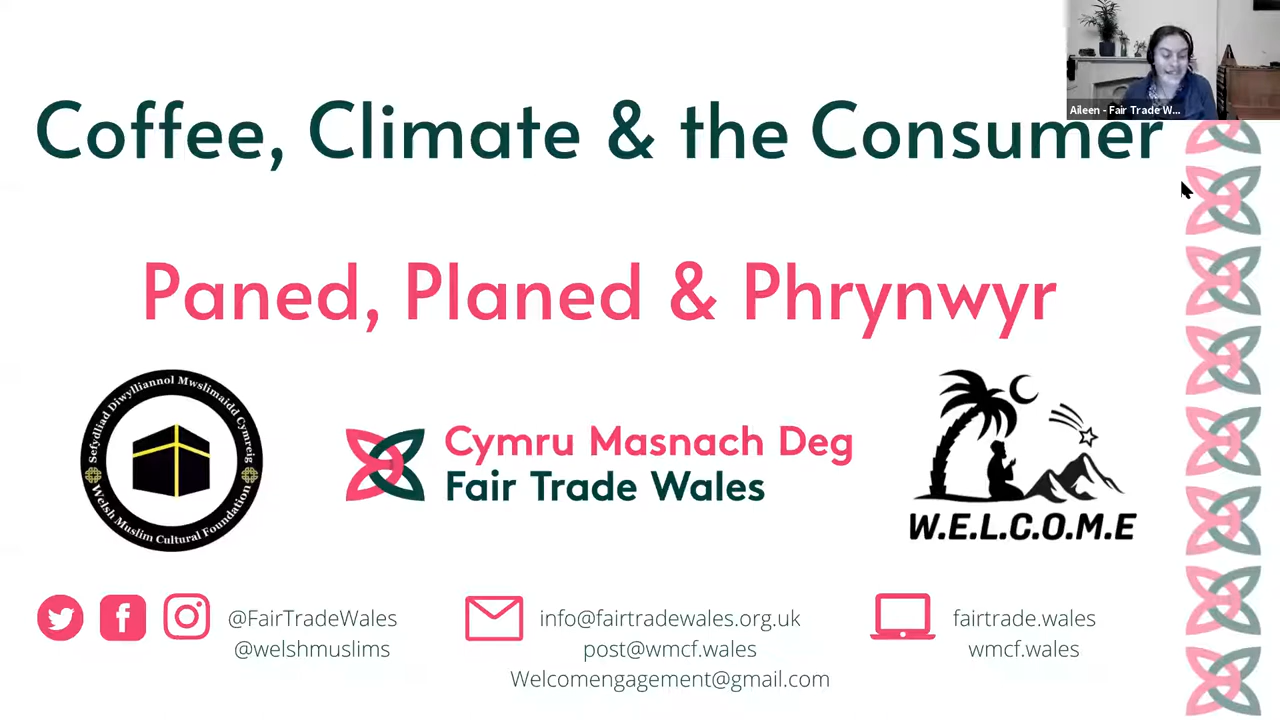 Aileen - Fair Trade W...
Coffee, Climate & the Consumer
Paned, Planed & Phrynwyr
Sefydliad Diwylliannol Mwslimaidd Cymreig
Welsh Muslim Cultural Foundation
Cymru Masnach Deg
Fair Trade Wales
W.E.L.C.O.M.E
@FairTradeWales
@welshmuslims
info@fairtradewales.org.uk
post@wmcf.wales
Welcomengagement@gmail.com
fairtrade.wales
wmcf.wales